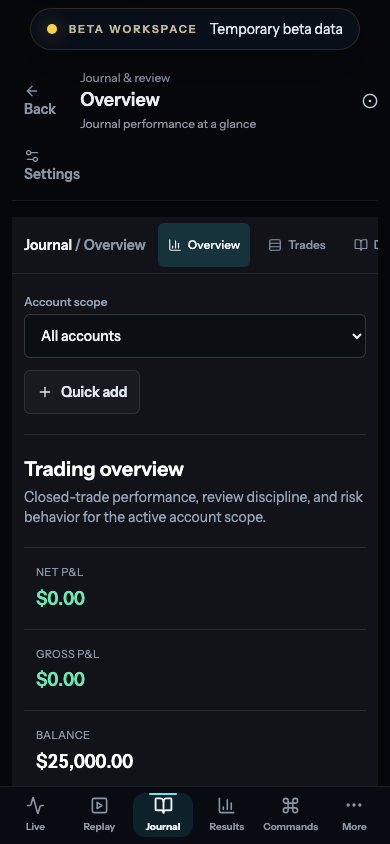 BETA WORKSPACE Temporary beta data
Journal & review
Back
Overview
Journal performance at a glance
Settings
Journal / Overview Overview Trades
Account scope
All accounts
Quick add
Trading overview
Closed-trade performance, review discipline, and risk
behavior for the active account scope.
NET P&L
$0.00
GROSS P&L
$0.00
BALANCE
$25,000.00
Live Replay Journal Results Commands More